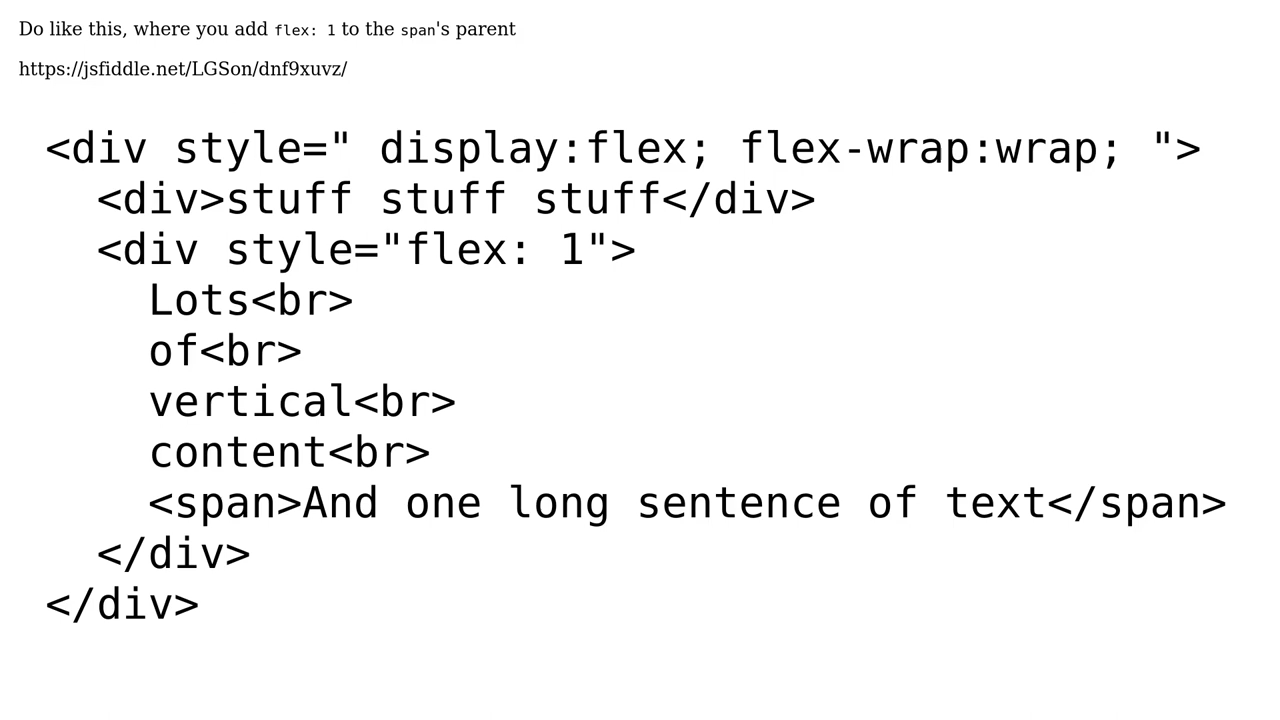 Do like this, where you add flex: 1 to the span's parent
https://jsfiddle.net/LGSon/dnf9xuvz/
<div style=" display:flex; flex-wrap:wrap; ">
  <div>stuff stuff stuff</div>
  <div style="flex: 1">
    Lots<br>
    of<br>
    vertical<br>
    content<br>
    <span>And one long sentence of text</span>
  </div>
</div>